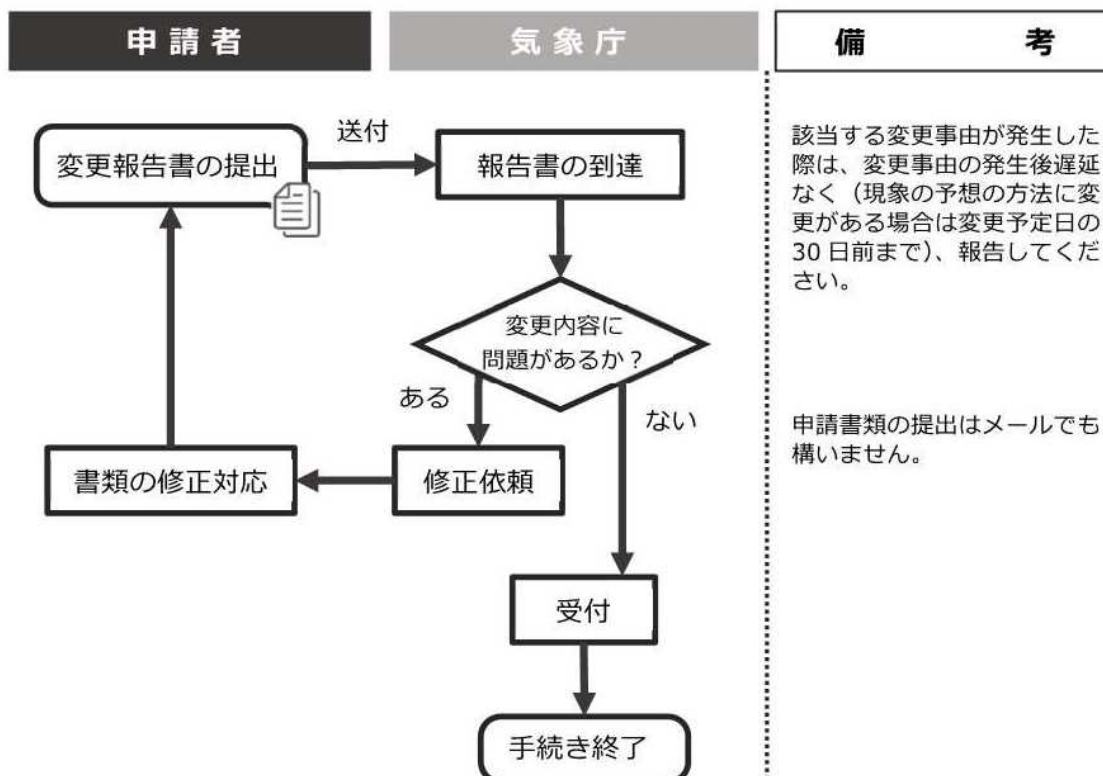 申請者
気象庁
備考
変更報告書の提出
送付
報告書の到達
変更内容に
問題があるか？
ある
ない
書類の修正対応
修正依頼
受付
手続き終了
該当する変更事由が発生した
際は、変更事由の発生後遅延
なく（現象の予想の方法に変
更がある場合は変更予定日の
30 日前まで）、報告してくだ
さい。
申請書類の提出はメールでも
構いません。